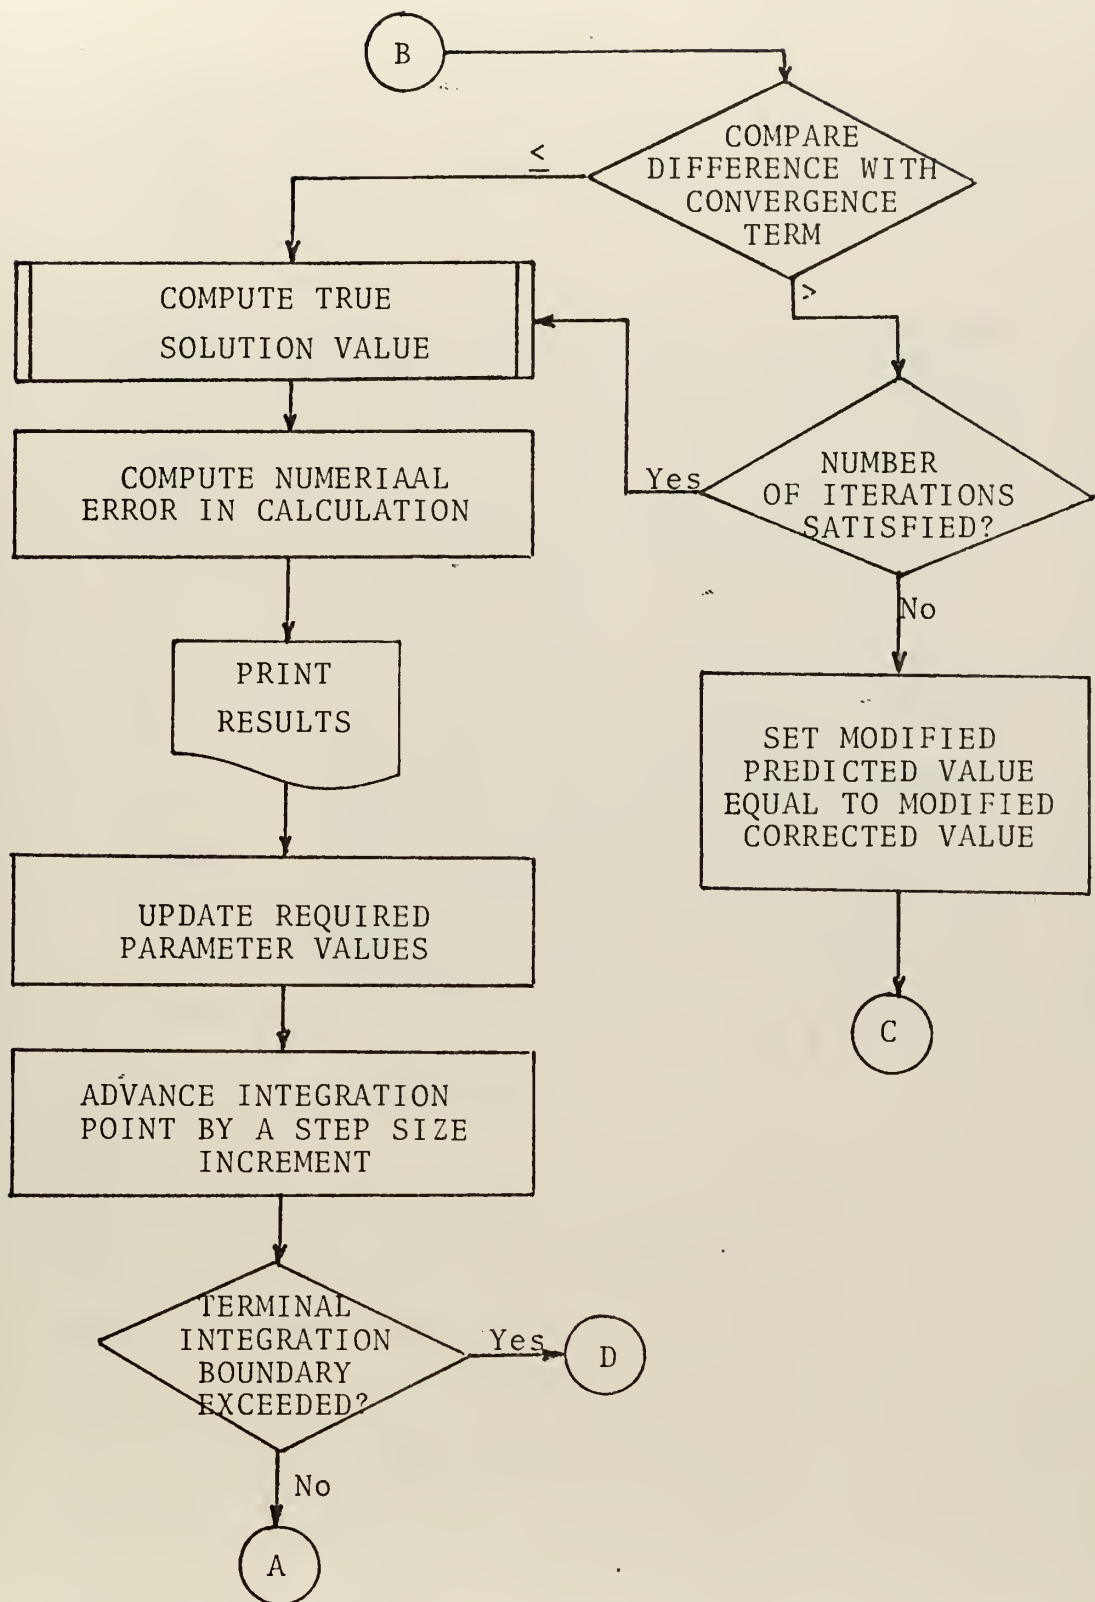 B
COMPARE
DIFFERENCE WITH
CONVERGENCE
TERM
≤
>
COMPUTE TRUE
SOLUTION VALUE
NUMBER
OF ITERATIONS
SATISFIED?
Yes
No
COMPUTE NUMERIAAL
ERROR IN CALCULATION
PRINT
RESULTS
SET MODIFIED
PREDICTED VALUE
EQUAL TO MODIFIED
CORRECTED VALUE
C
UPDATE REQUIRED
PARAMETER VALUES
ADVANCE INTEGRATION
POINT BY A STEP SIZE
INCREMENT
TERMINAL
INTEGRATION
BOUNDARY
EXCEEDED?
Yes
D
No
A